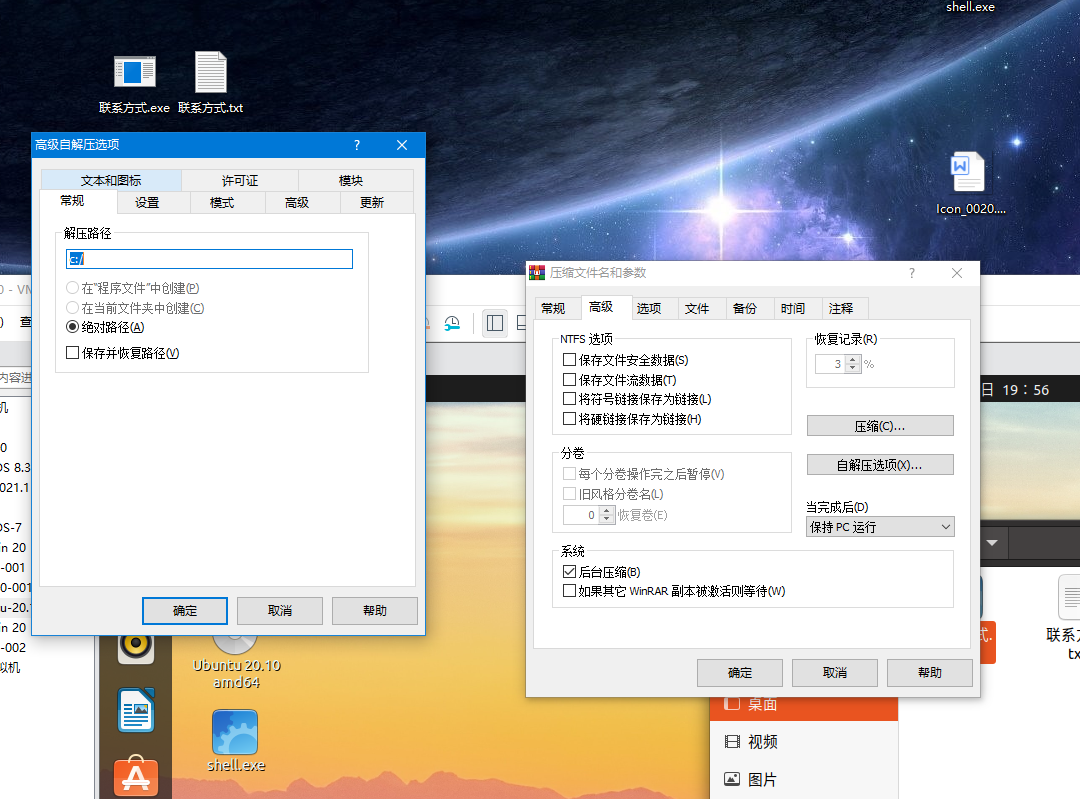 shell.exe
联系方式.exe
联系方式.txt
Icon_0020....
高级自解压选项
?
文本和图标
许可证
模块
常规
设置
模式
高级
更新
解压路径
c:/
在“程序文件”中创建(P)
在当前文件夹中创建(C)
绝对路径(A)
保存并恢复路径(V)
确定
取消
帮助
压缩文件名和参数
?
常规
高级
选项
文件
备份
时间
注释
NTFS 选项
保存文件安全数据(S)
保存文件流数据(T)
将符号链接保存为链接(L)
将硬链接保存为链接(H)
分卷
每个分卷操作完之后暂停(V)
旧风格分卷名(L)
0
恢复卷(E)
系统
后台压缩(B)
如果其它 WinRAR 副本被激活则等待(W)
恢复记录(R)
3
%
压缩(C)...
自解压选项(X)...
当完成后(D)
保持 PC 运行
确定
取消
帮助
0 - VN
) 查
内容进
机
0
OS 8.3
2021.1
OS-7
in 20
-001
0-001
u-20.
in 20
-002
拟机
日 19：56
式.
联系方
tx
Ubuntu 20.10
amd64
shell.exe
桌面
视频
图片